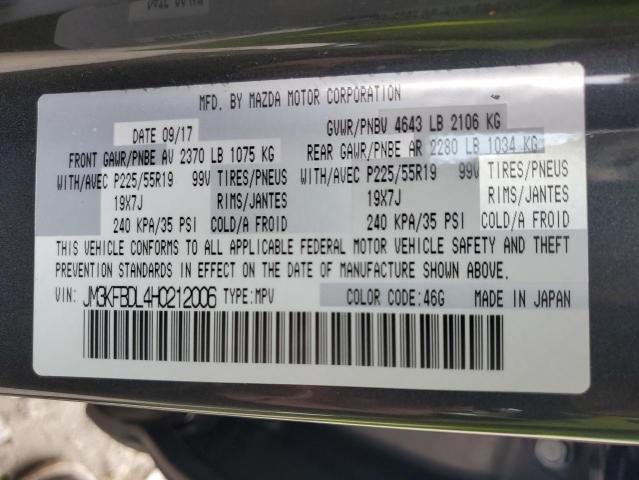 MFD. BY MAZDA MOTOR CORPORATION
DATE 09/17 GVWR/PNBV 4643 LB 2106 KG
FRONT GAWR/PNBE AV 2370 LB 1075 KG REAR GAWR/PNBE AR 2280 LB 1034 KG
WITH/AVEC P225/55R19 99V TIRES/PNEUS WITH/AVEC P225/55R19 99V TIRES/PNEUS
19X7J RIMS/JANTES 19X7J RIMS/JANTES
240 KPA/35 PSI COLD/A FROID 240 KPA/35 PSI COLD/A FROID
THIS VEHICLE CONFORMS TO ALL APPLICABLE FEDERAL MOTOR VEHICLE SAFETY AND THEFT
PREVENTION STANDARDS IN EFFECT ON THE DATE OF MANUFACTURE SHOWN ABOVE.
VIN: JM3KFBDL4H0212006 TYPE:MPV COLOR CODE:46G MADE IN JAPAN